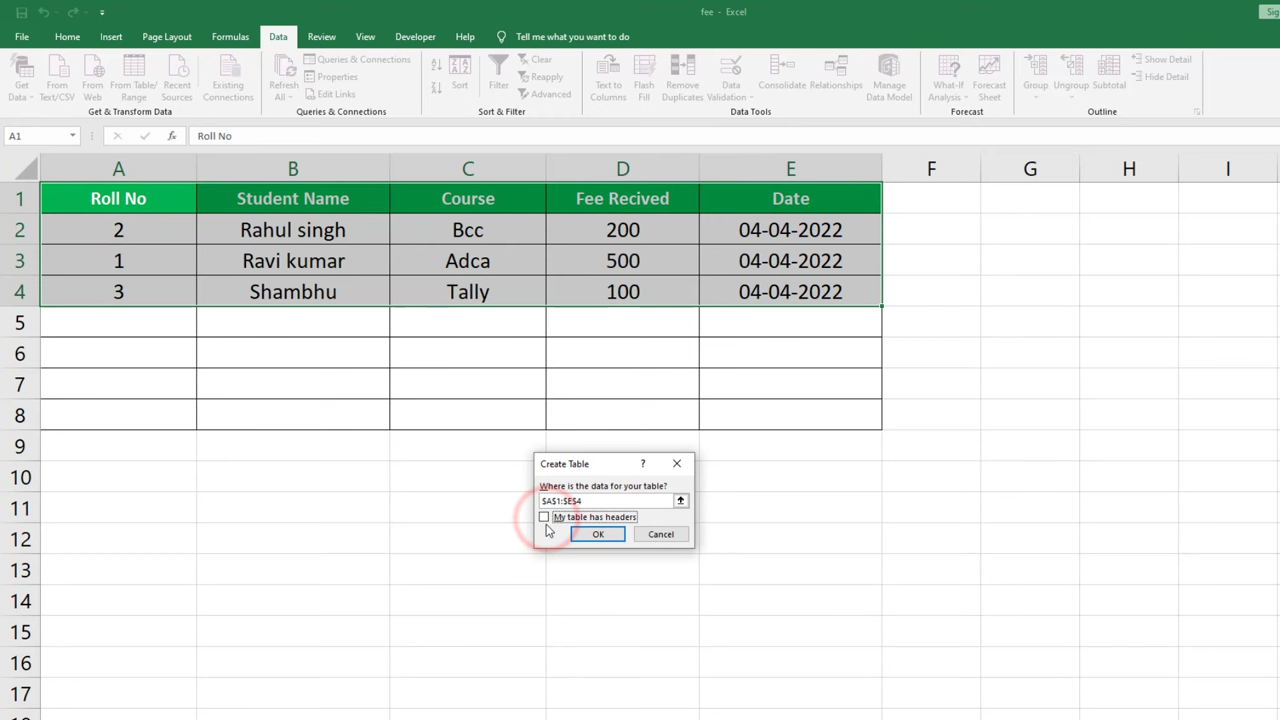 fee - Excel
Sig
File Home Insert Page Layout Formulas Data Review View Developer Help Tell me what you want to do
Get Data
From Text/CSV
From Web
From Table/ Range
Recent Sources
Existing Connections
Get & Transform Data
Refresh All
Queries & Connections
Properties
Edit Links
Queries & Connections
Sort
Filter
Clear
Reapply
Advanced
Sort & Filter
Text to Columns
Flash Fill
Remove Duplicates
Data Validation
Consolidate
Relationships
Manage Data Model
Data Tools
What-If Analysis
Forecast Sheet
Forecast
Group
Ungroup
Subtotal
Show Detail
Hide Detail
Outline
A1 fx Roll No
A B C D E F G H I
1 Roll No Student Name Course Fee Recived Date
2 2 Rahul singh Bcc 200 04-04-2022
3 1 Ravi kumar Adca 500 04-04-2022
4 3 Shambhu Tally 100 04-04-2022
5
6
7
8
9
10
11
12
13
14
15
16
17
Create Table ?
Where is the data for your table?
$A$1:$E$4
My table has headers
OK Cancel